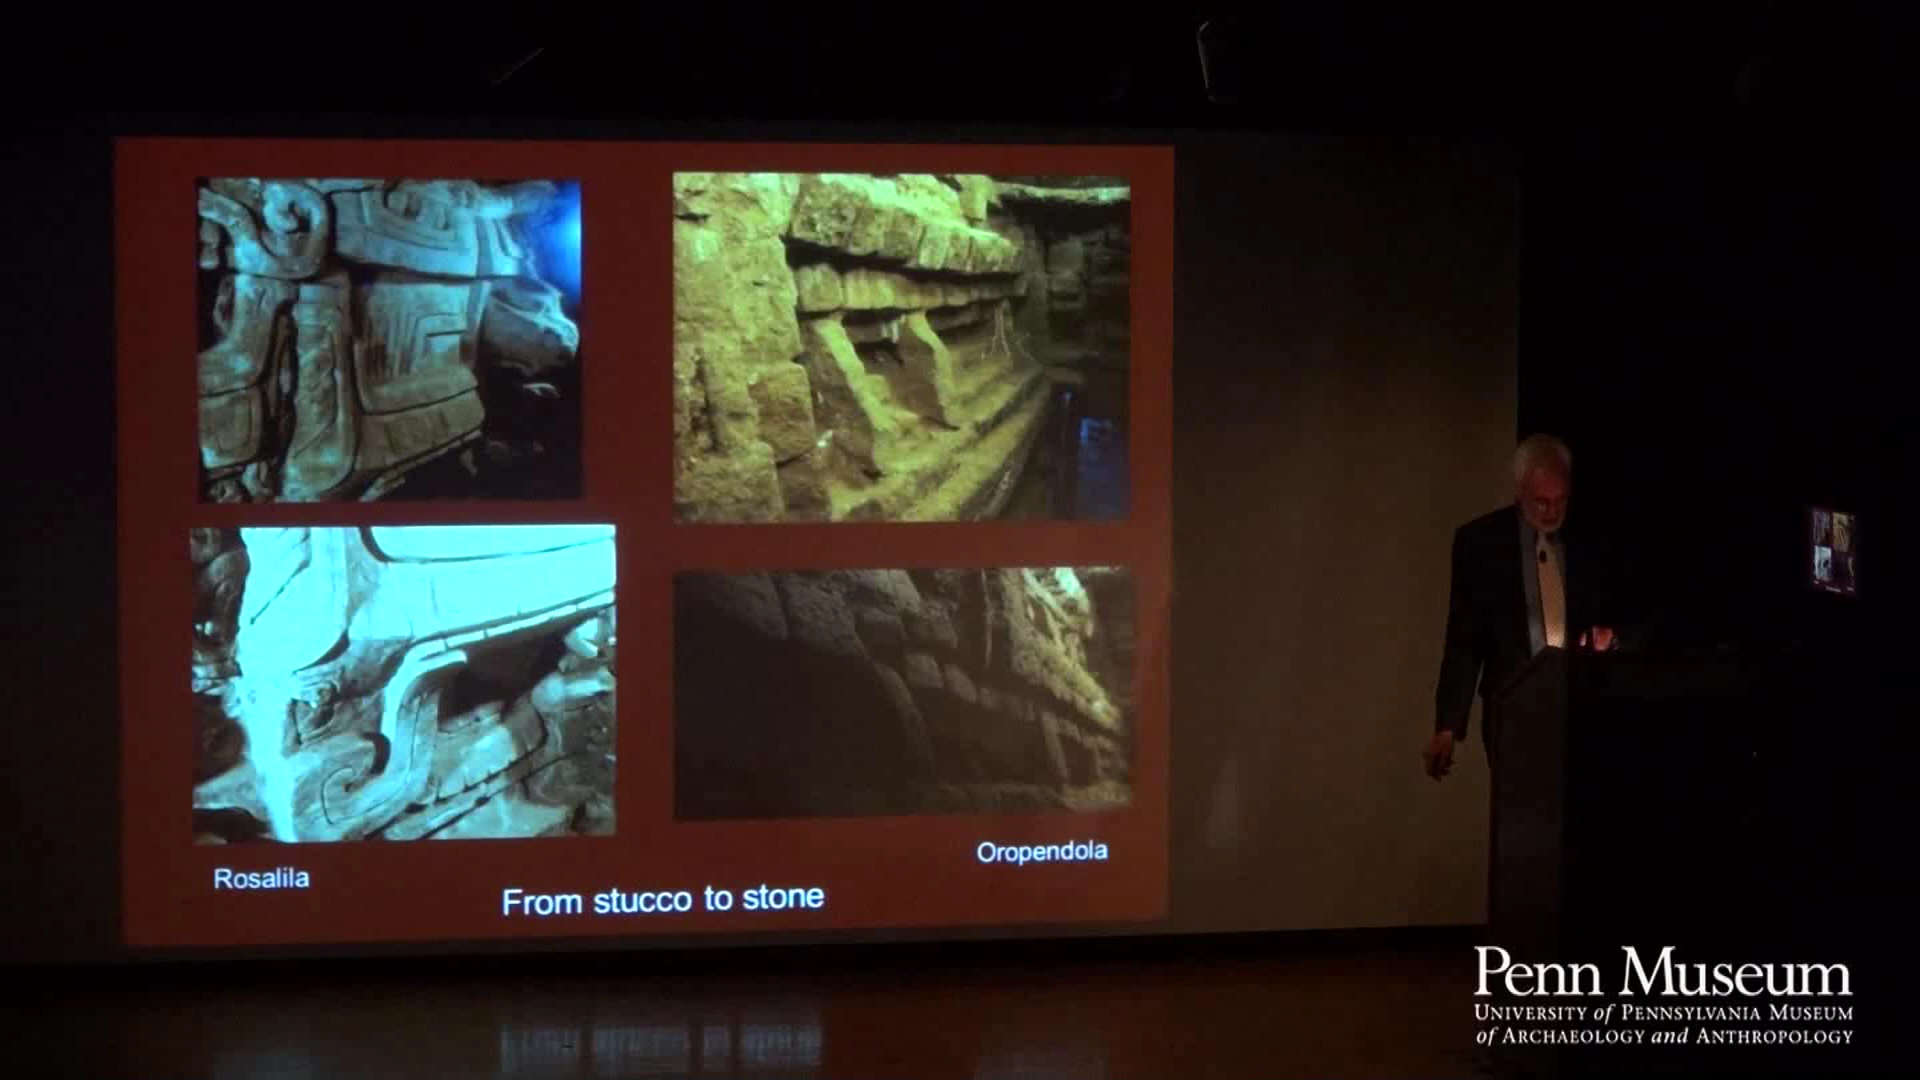 Rosalila
Oropendola
From stucco to stone
Penn Museum
UNIVERSITY of PENNSYLVANIA MUSEUM
of ARCHAEOLOGY and ANTHROPOLOGY